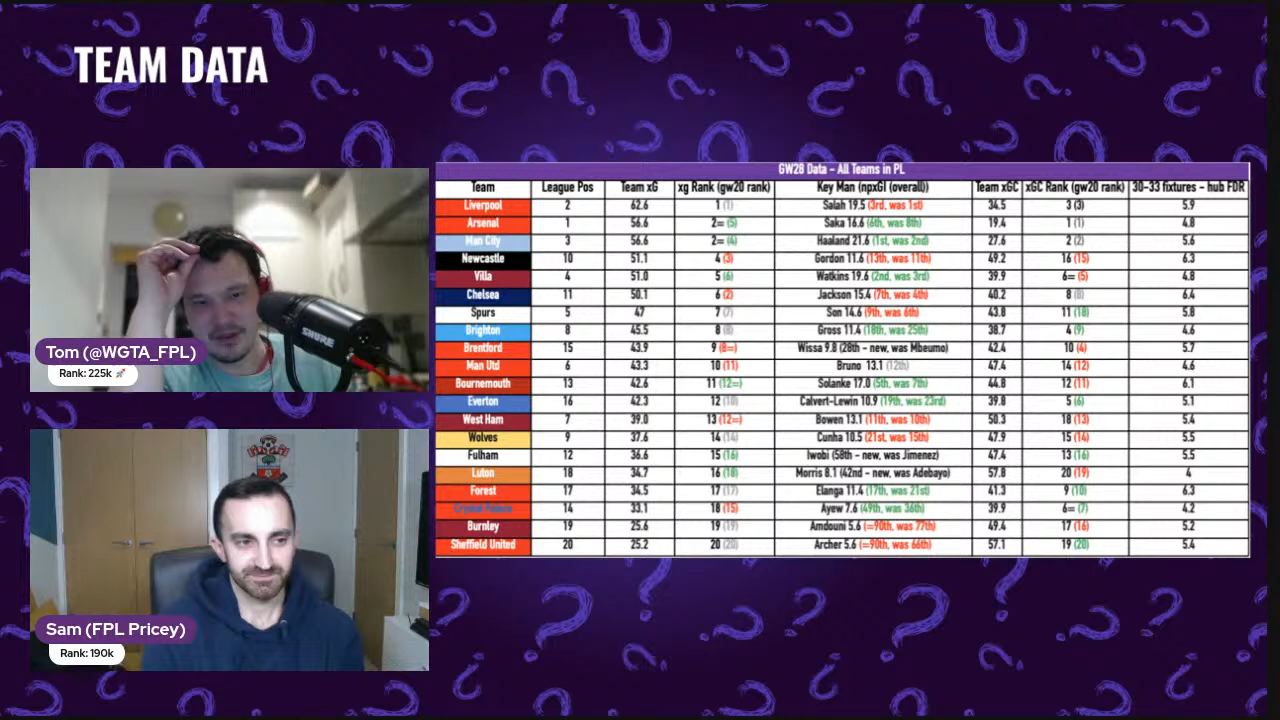 TEAM DATA
GW28 Data - All Teams in PL
Team League Pos Team xG xg Rank (gw20 rank) Key Man (npxGI (overall)) Team xGC xGC Rank (gw20 rank) 30-33 fixtures - hub FDR
Liverpool 2 62.6 1 (1) Salah 19.5 (3rd, was 1st) 34.5 3 (3) 5.9
Arsenal 1 56.6 2= (5) Saka 16.6 (6th, was 8th) 19.4 1 (1) 4.8
Man City 3 56.6 2= (4) Haaland 21.6 (1st, was 2nd) 27.6 2 (2) 5.6
Newcastle 10 51.1 4 (3) Gordon 11.6 (13th, was 11th) 49.2 16 (15) 6.3
Villa 4 51.0 5 (6) Watkins 19.6 (2nd, was 3rd) 39.9 6= (5) 4.8
Chelsea 11 50.1 6 (2) Jackson 15.4 (7th, was 4th) 40.2 8 (8) 6.4
Spurs 5 47 7 (7) Son 14.6 (9th, was 6th) 43.8 11 (18) 5.8
Brighton 8 45.5 8 (8) Gross 11.4 (18th, was 25th) 38.7 4 (9) 4.6
Brentford 15 43.9 9 (8=) Wissa 9.8 (28th - new, was Mbeumo) 42.4 10 (4) 5.7
Man Utd 6 43.3 10 (11) Bruno 13.1 (12th) 47.4 14 (12) 4.6
Bournemouth 13 42.6 11 (12=) Solanke 17.0 (5th, was 7th) 44.8 12 (11) 6.1
Everton 16 42.3 12 (10) Calvert-Lewin 10.9 (19th, was 23rd) 39.8 5 (6) 5.1
West Ham 7 39.0 13 (12=) Bowen 13.1 (11th, was 10th) 50.3 18 (13) 5.4
Wolves 9 37.6 14 (14) Cunha 10.5 (21st, was 15th) 47.9 15 (14) 5.5
Fulham 12 36.6 15 (16) Iwobi (58th - new, was Jimenez) 47.4 13 (16) 5.5
Luton 18 34.7 16 (18) Morris 8.1 (42nd - new, was Adebayo) 57.8 20 (19) 4
Forest 17 34.5 17 (17) Elanga 11.4 (17th, was 21st) 41.3 9 (10) 6.3
Crystal Palace 14 33.1 18 (15) Ayew 7.6 (49th, was 36th) 39.9 6= (7) 4.2
Burnley 19 25.6 19 (19) Amdouni 5.6 (=90th, was 77th) 49.4 17 (16) 5.2
Sheffield United 20 25.2 20 (20) Archer 5.6 (=90th, was 66th) 57.1 19 (20) 5.4
SHURE
Tom (@WGTA_FPL)
Rank: 225k 🚀
Sam (FPL Pricey)
Rank: 190k